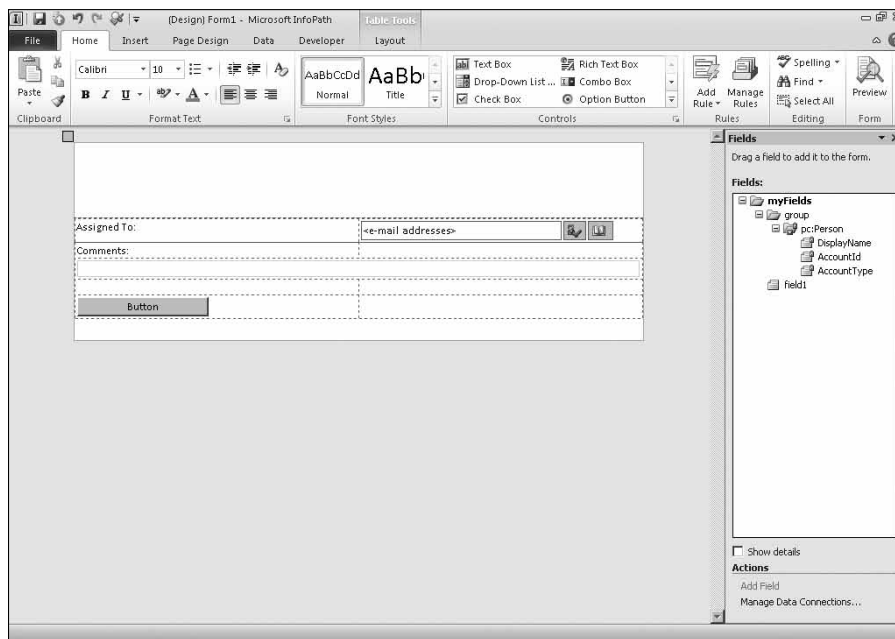 (Design) Form1 - Microsoft InfoPath
Table Tools
File Home Insert Page Design Data Developer Layout
Paste
Calibri 10
B I U A
AaBbCcDd
Normal
AaBb
Title
Text Box
Drop-Down List ...
Check Box
Rich Text Box
Combo Box
Option Button
Add Rule
Manage Rules
Spelling
Find
Select All
Preview
Clipboard Format Text Font Styles Controls Rules Editing Form
Assigned To:
<e-mail addresses>
Comments:
Button
Fields
Drag a field to add it to the form.
Fields:
myFields
group
pc:Person
DisplayName
AccountId
AccountType
field1
Show details
Actions
Add Field
Manage Data Connections...